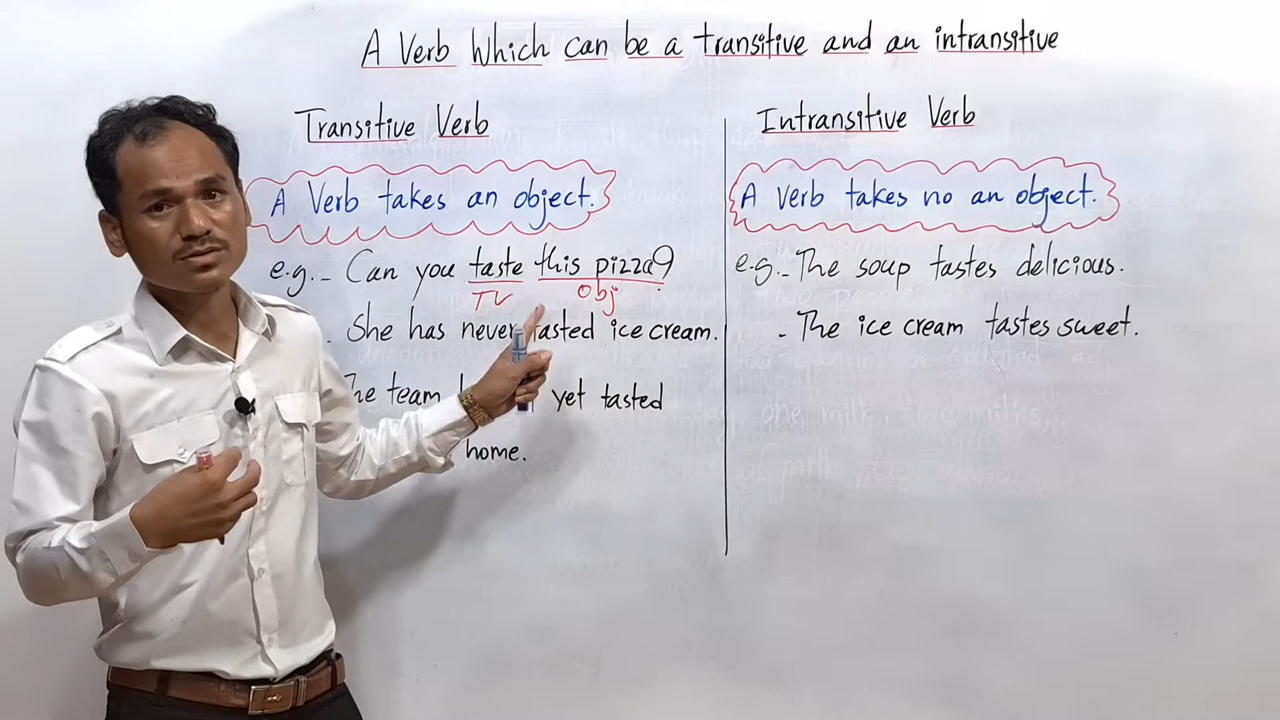 A Verb Which can be a transitive and an intransitive
Transitive Verb
A Verb takes an object.
e.g. - Can you taste this pizza?
TV obj
. She has never tasted ice cream.
team yet tasted
home.
Intransitive Verb
A verb takes no an object.
e.g. - The soup tastes delicious.
- The ice cream tastes sweet.